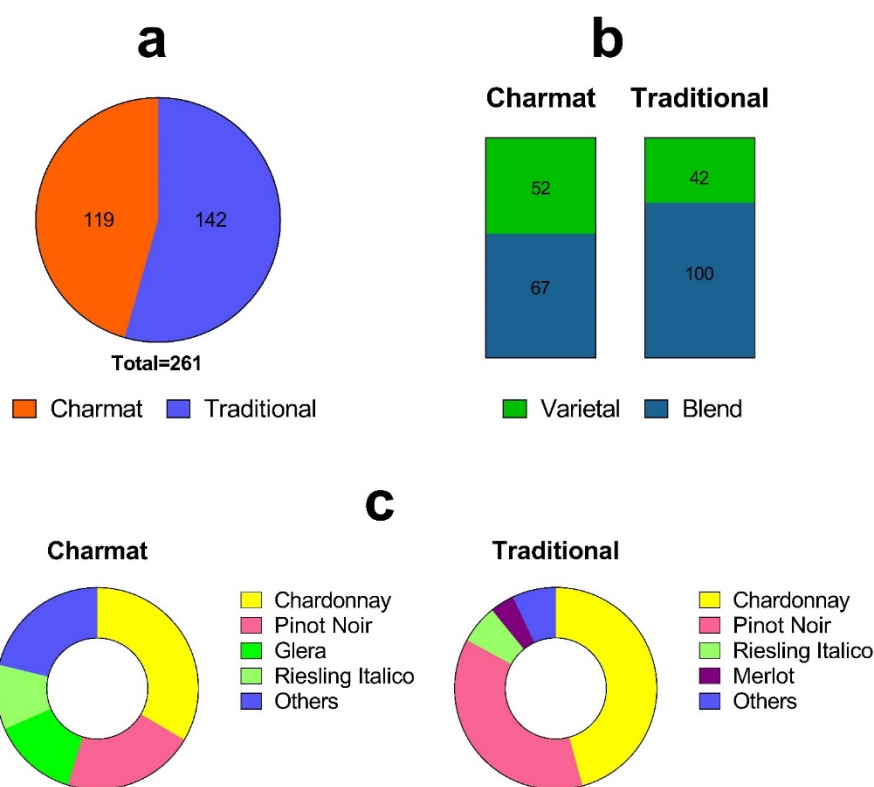 a
119
142
Total=261
Charmat Traditional
b
Charmat Traditional
52
42
67
100
Varietal Blend
c
Charmat
Chardonnay
Pinot Noir
Glera
Riesling Italico
Others
Traditional
Chardonnay
Pinot Noir
Riesling Italico
Merlot
Others